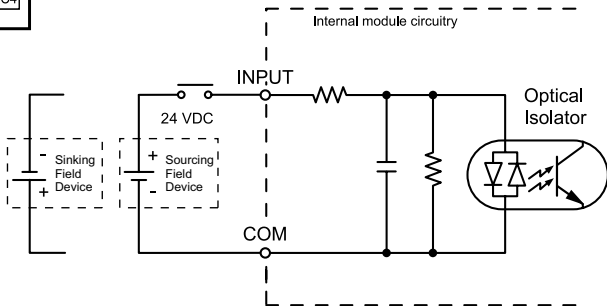 Internal module circuitry
INPUT
24 VDC
Optical
Isolator
- Sinking
Field
+ Device
+ Sourcing
Field
- Device
COM